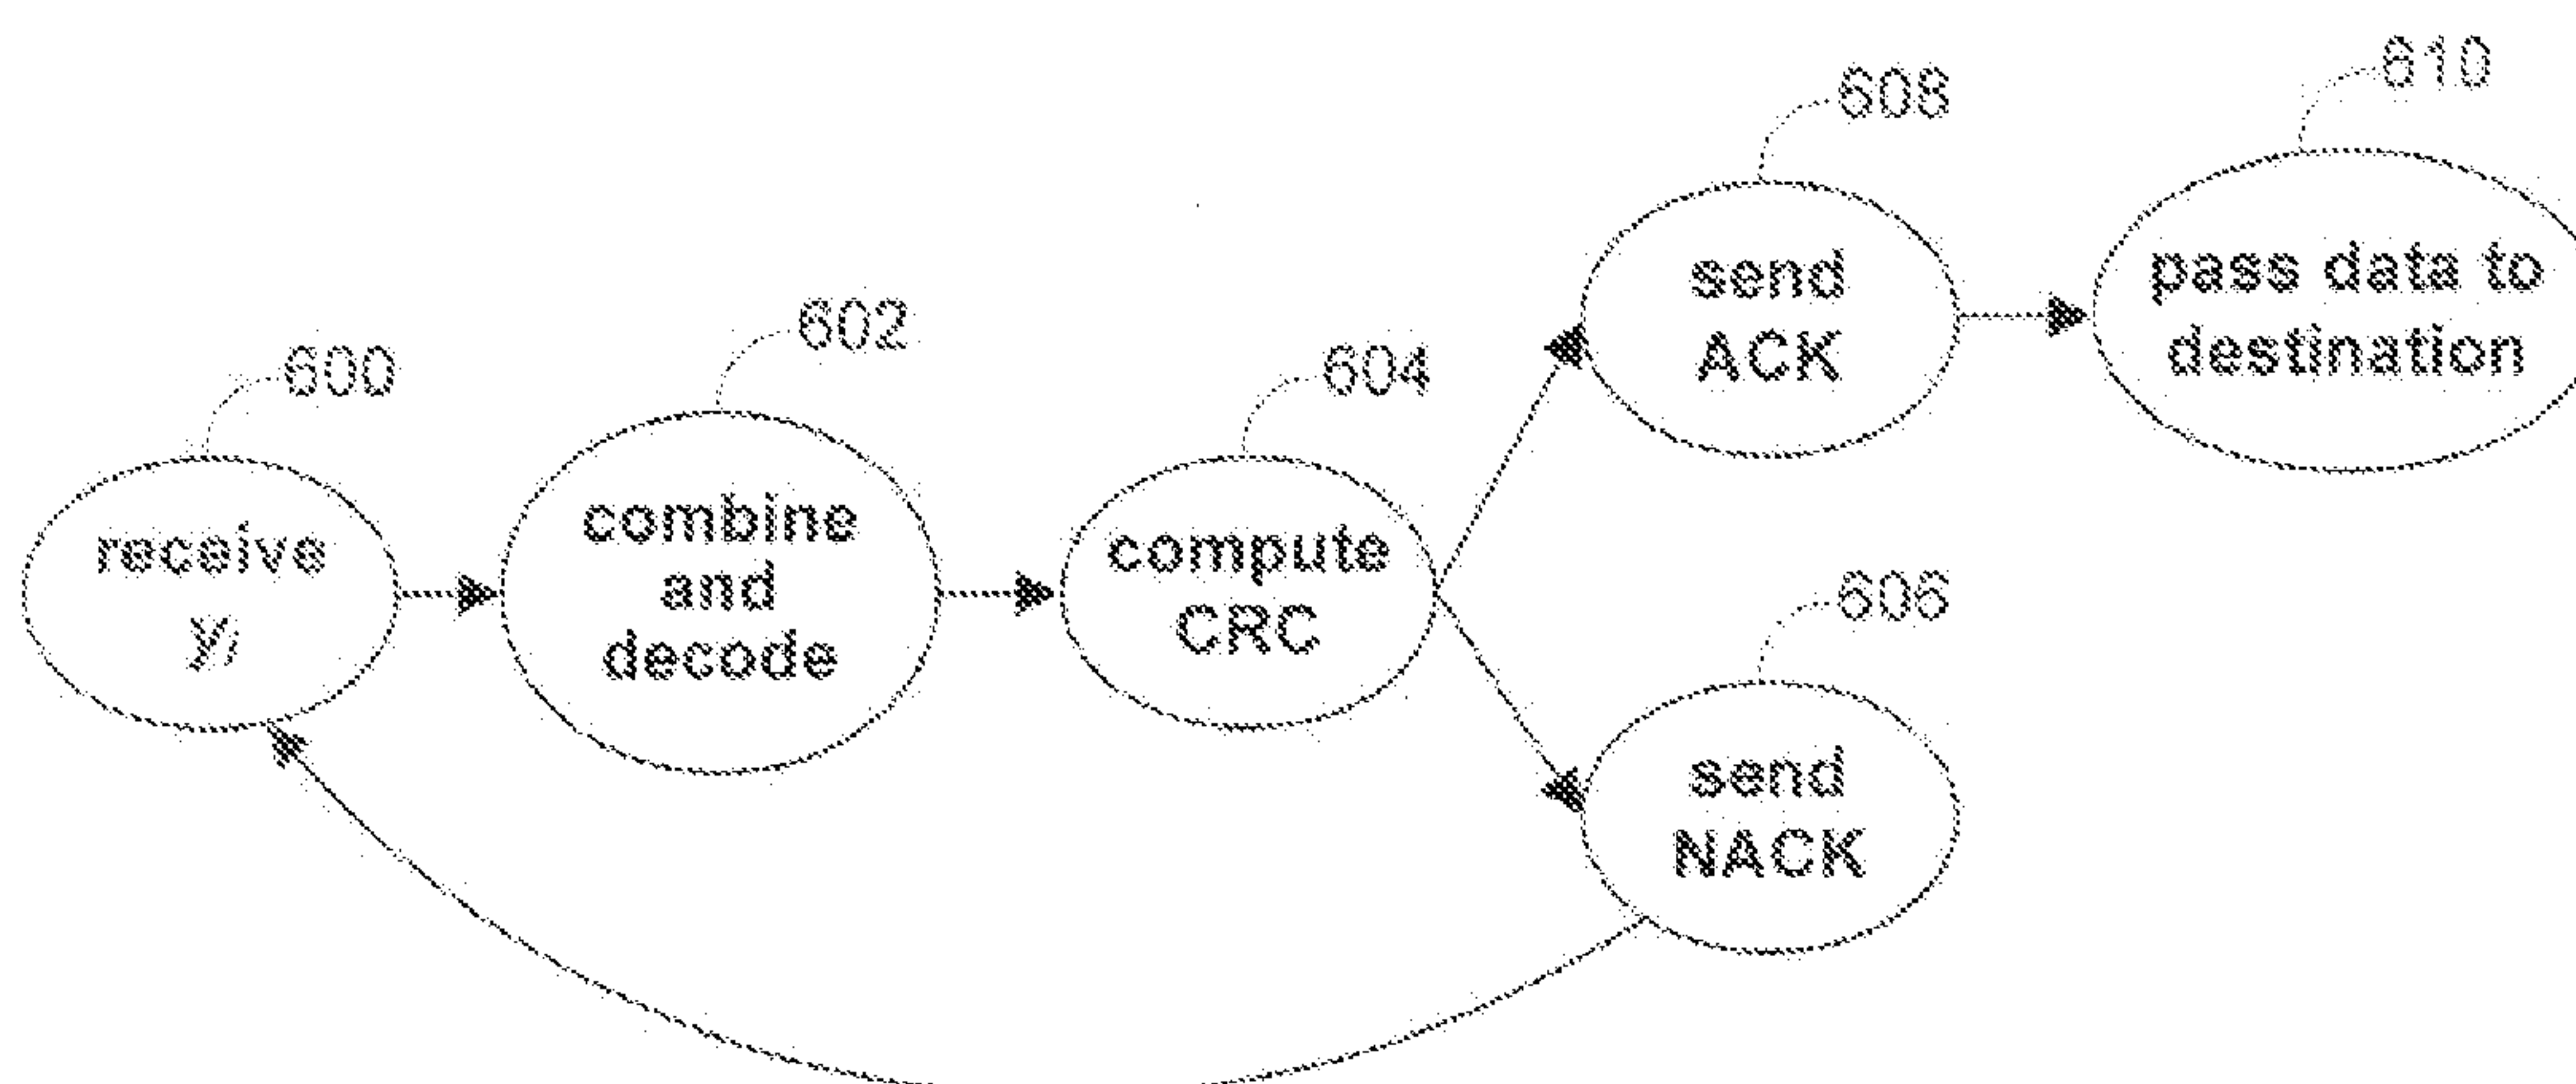 600
receive
yi
602
combine
and
decode
604
compute
CRC
608
send
ACK
610
pass data to
destination
606
send
NACK